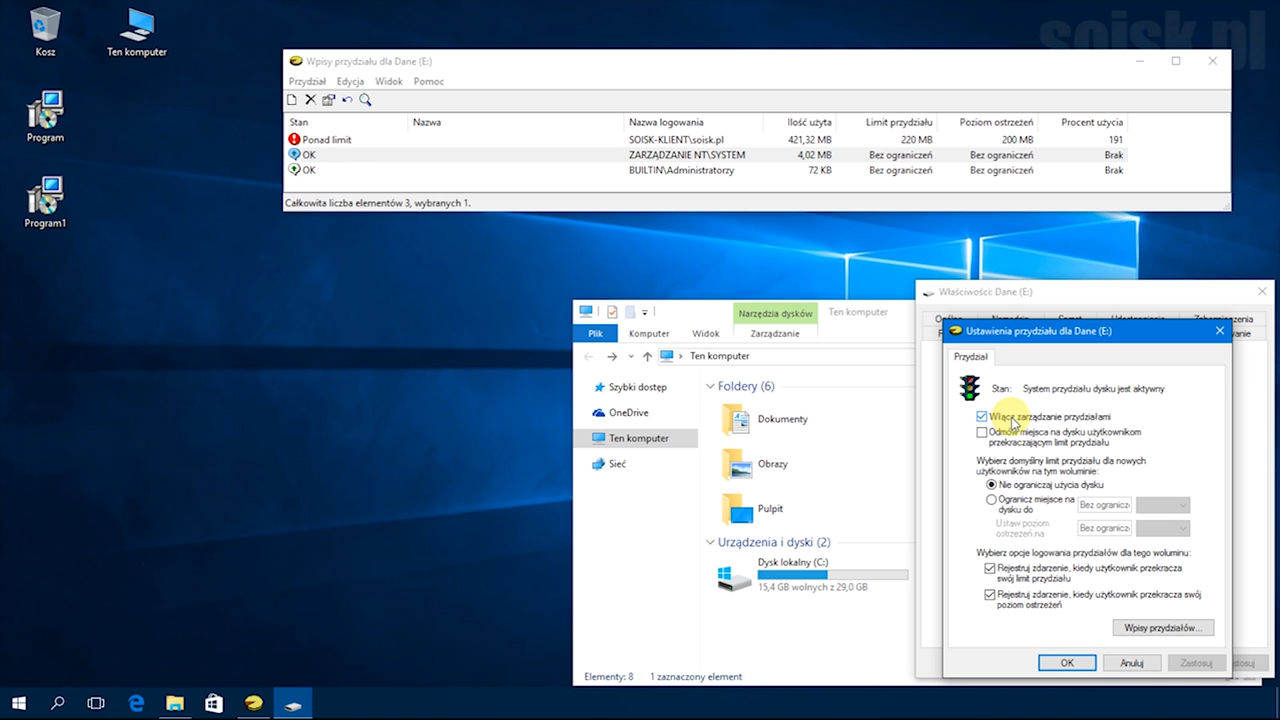 soisk.pl
Kosz
Ten komputer
Program
Program1
Wpisy przydziału dla Dane (E:)
Przydział Edycja Widok Pomoc
Stan Nazwa Nazwa logowania Ilość użyta Limit przydziału Poziom ostrzeżeń Procent użycia
Ponad limit SOISK-KLIENT\soisk.pl 421,32 MB 220 MB 200 MB 191
OK ZARZĄDZANIE NT\SYSTEM 4,02 MB Bez ograniczeń Bez ograniczeń Brak
OK BUILTIN\Administratorzy 72 KB Bez ograniczeń Bez ograniczeń Brak
Całkowita liczba elementów 3, wybranych 1.
Narzędzia dysków Ten komputer
Plik Komputer Widok Zarządzanie
Ten komputer
Szybki dostęp
OneDrive
Ten komputer
Sieć
Foldery (6)
Dokumenty
Obrazy
Pulpit
Urządzenia i dyski (2)
Dysk lokalny (C:)
15,4 GB wolnych z 29,0 GB
Elementy: 8 1 zaznaczony element
Właściwości: Dane (E:)
Ustawienia przydziału dla Dane (E:)
Przydział
Stan: System przydziału dysku jest aktywny
Włącz zarządzanie przydziałami
Odmów miejsca na dysku użytkownikom
przekraczającym limit przydziału
Wybierz domyślny limit przydziału dla nowych
użytkowników na tym woluminie:
Nie ograniczaj użycia dysku
Ogranicz miejsce na
dysku do
Bez ogranicze
Ustaw poziom
ostrzeżeń na
Bez ogranicze
Wybierz opcje logowania przydziałów dla tego woluminu:
Rejestruj zdarzenie, kiedy użytkownik przekracza
swój limit przydziału
Rejestruj zdarzenie, kiedy użytkownik przekracza swój
poziom ostrzeżeń
Wpisy przydziałów...
OK Anuluj Zastosuj